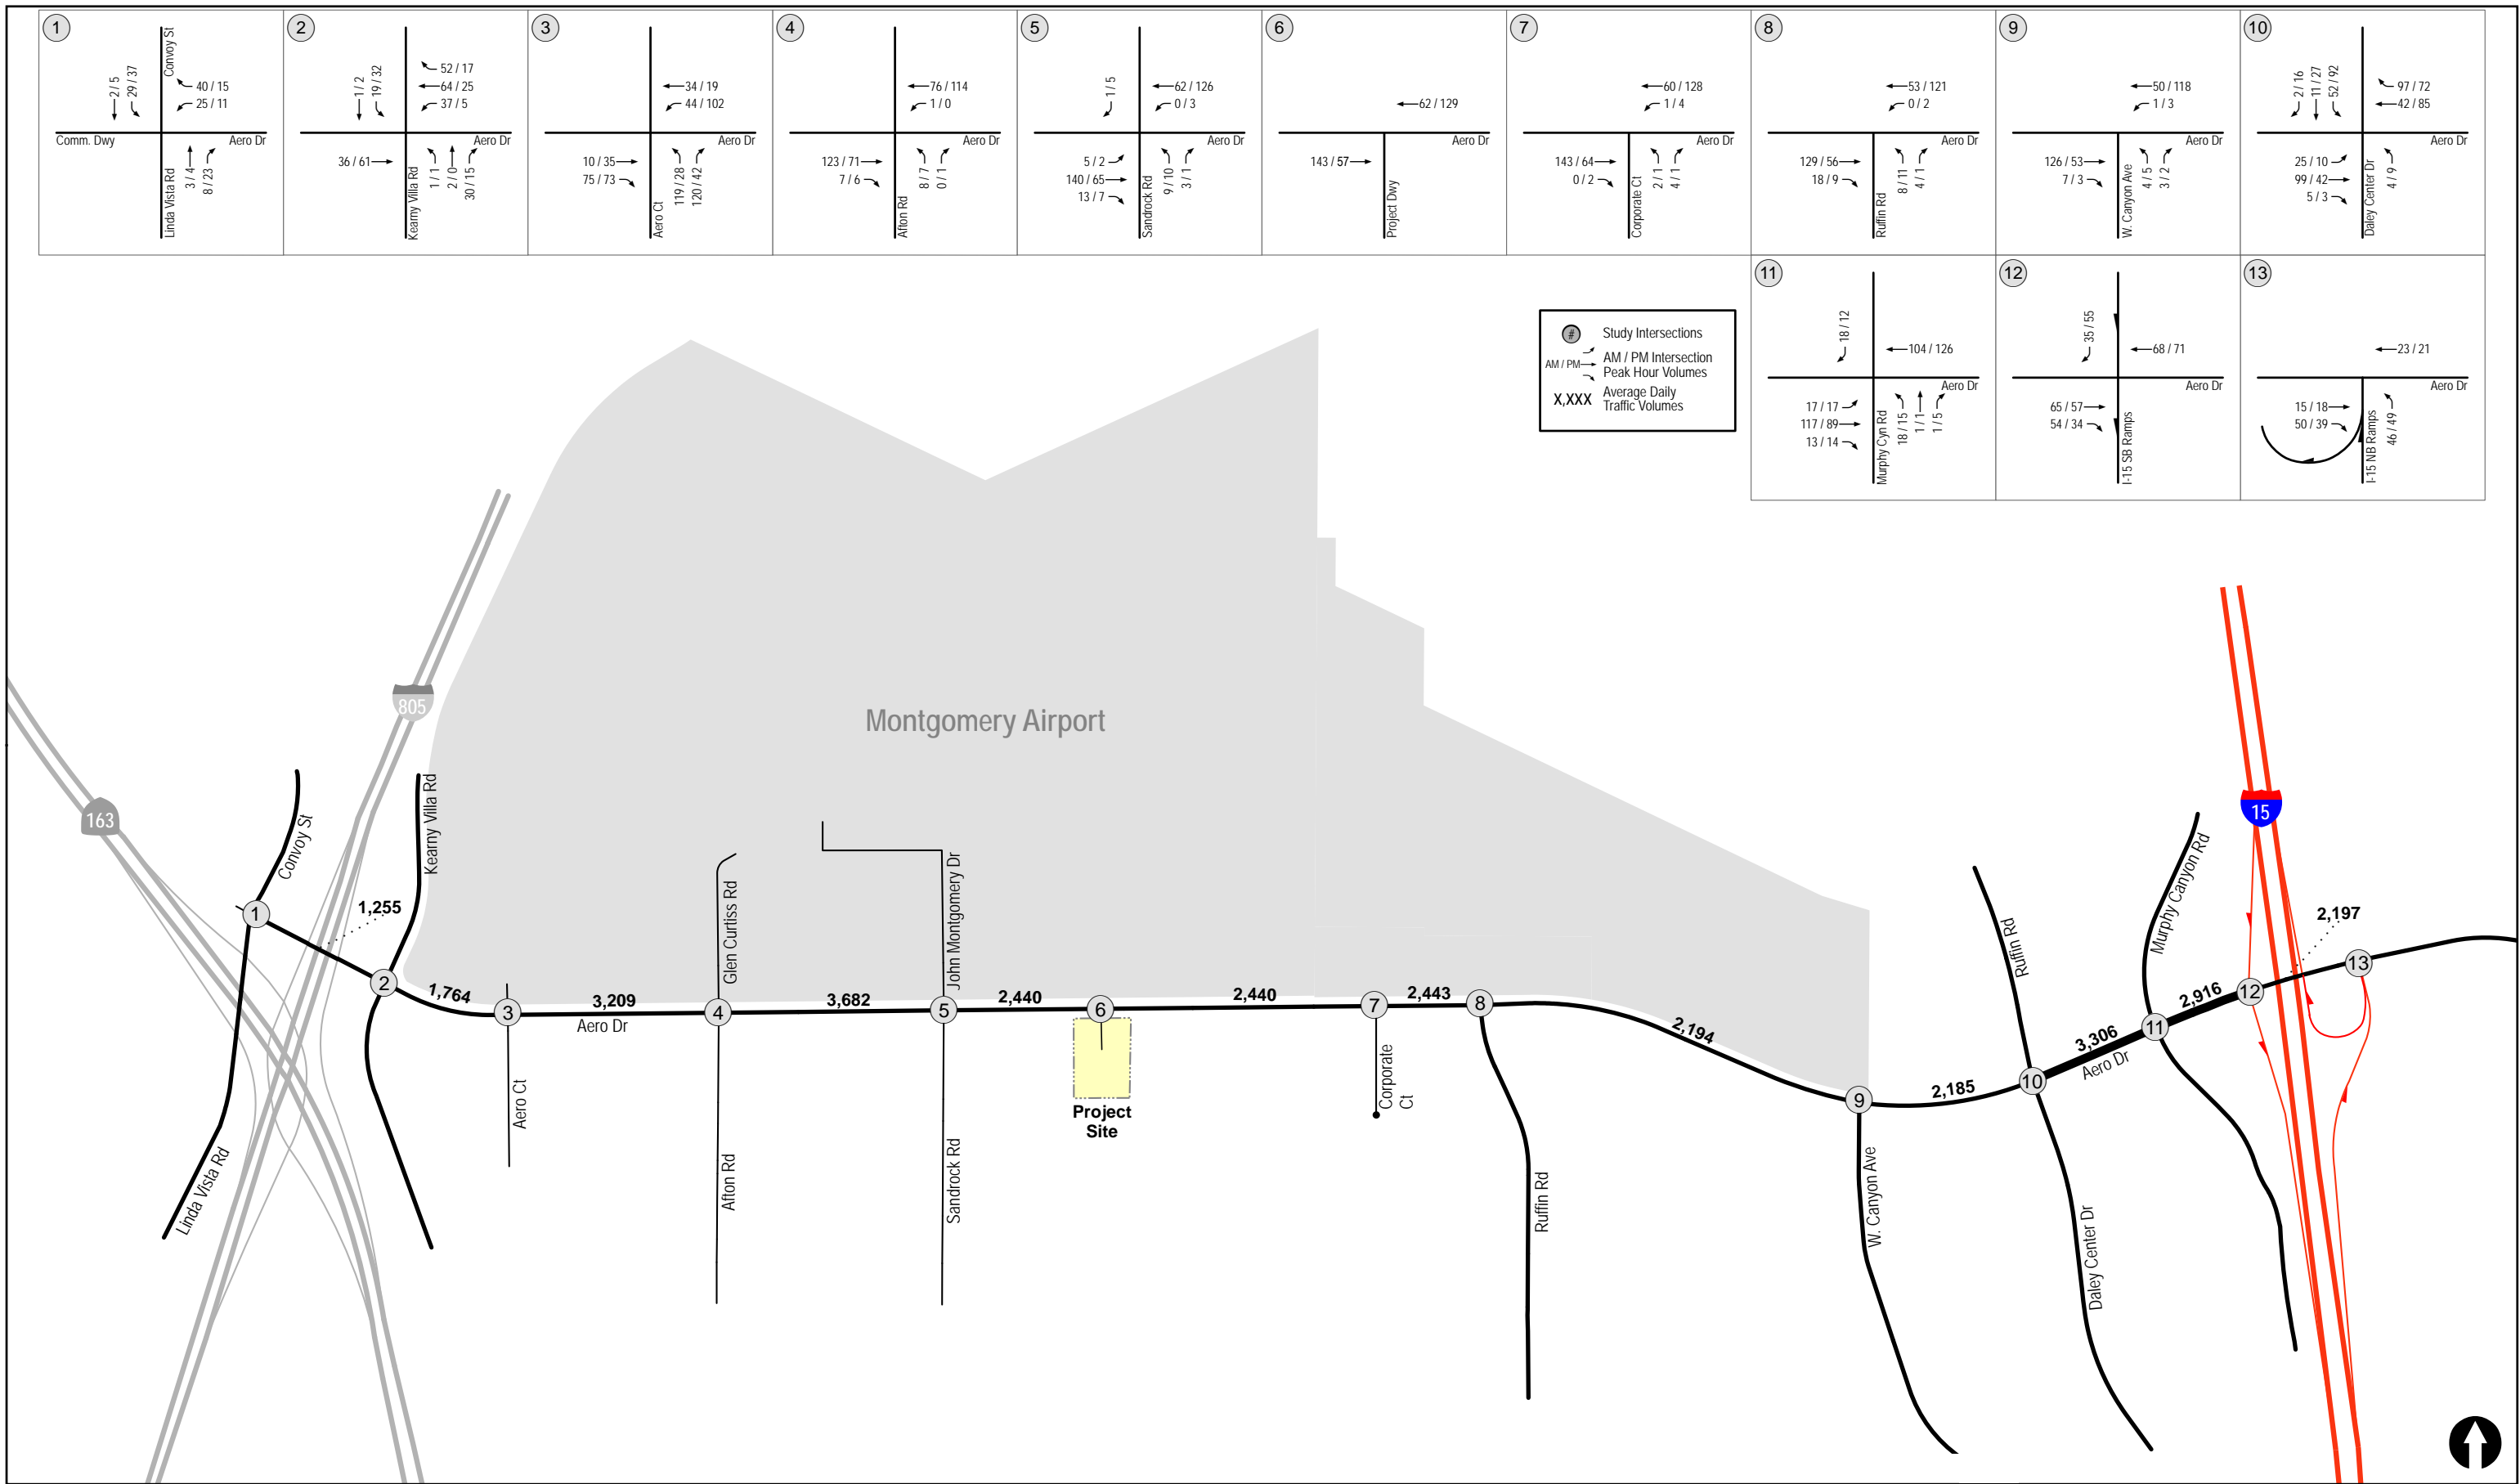 1
Convoy St
2 / 5
29 / 37
40 / 15
25 / 11
Comm. Dwy
Aero Dr
Linda Vista Rd
3 / 4
8 / 23
2
1 / 2
19 / 32
52 / 17
64 / 25
37 / 5
Aero Dr
36 / 61
Kearny Villa Rd
1 / 1
2 / 0
30 / 15
3
34 / 19
44 / 102
Aero Dr
10 / 35
75 / 73
Aero Ct
119 / 28
120 / 42
4
76 / 114
1 / 0
Aero Dr
123 / 71
7 / 6
Afton Rd
8 / 7
0 / 1
5
1 / 5
62 / 126
0 / 3
Aero Dr
5 / 2
140 / 65
13 / 7
Sandrock Rd
9 / 10
3 / 1
6
62 / 129
Aero Dr
143 / 57
Project Dwy
7
60 / 128
1 / 4
Aero Dr
143 / 64
0 / 2
Corporate Ct
2 / 1
4 / 1
8
53 / 121
0 / 2
Aero Dr
129 / 56
18 / 9
Ruffin Rd
8 / 11
4 / 1
9
50 / 118
1 / 3
Aero Dr
126 / 53
7 / 3
W. Canyon Ave
4 / 5
3 / 2
10
2 / 16
11 / 27
52 / 92
97 / 72
42 / 85
Aero Dr
25 / 10
99 / 42
5 / 3
Daley Center Dr
4 / 9
11
18 / 12
104 / 126
Aero Dr
17 / 17
117 / 89
13 / 14
Murphy Cyn Rd
18 / 15
1 / 1
1 / 5
12
35 / 55
68 / 71
Aero Dr
65 / 57
54 / 34
I-15 SB Ramps
13
23 / 21
Aero Dr
15 / 18
50 / 39
I-15 NB Ramps
46 / 49
# Study Intersections
AM / PM
AM / PM Intersection
Peak Hour Volumes
X,XXX
Average Daily
Traffic Volumes
Montgomery Airport
805
163
15
Convoy St
Kearny Villa Rd
Glen Curtiss Rd
John Montgomery Dr
Ruffin Rd
Murphy Canyon Rd
1
1,255
2
1,764
3
3,209
Aero Dr
4
3,682
5
2,440
6
2,440
7
2,443
8
2,194
9
2,185
10
3,306
Aero Dr
11
2,916
12
2,197
13
Linda Vista Rd
Aero Ct
Afton Rd
Sandrock Rd
Project
Site
Corporate
Ct
Ruffin Rd
W. Canyon Ave
Daley Center Dr